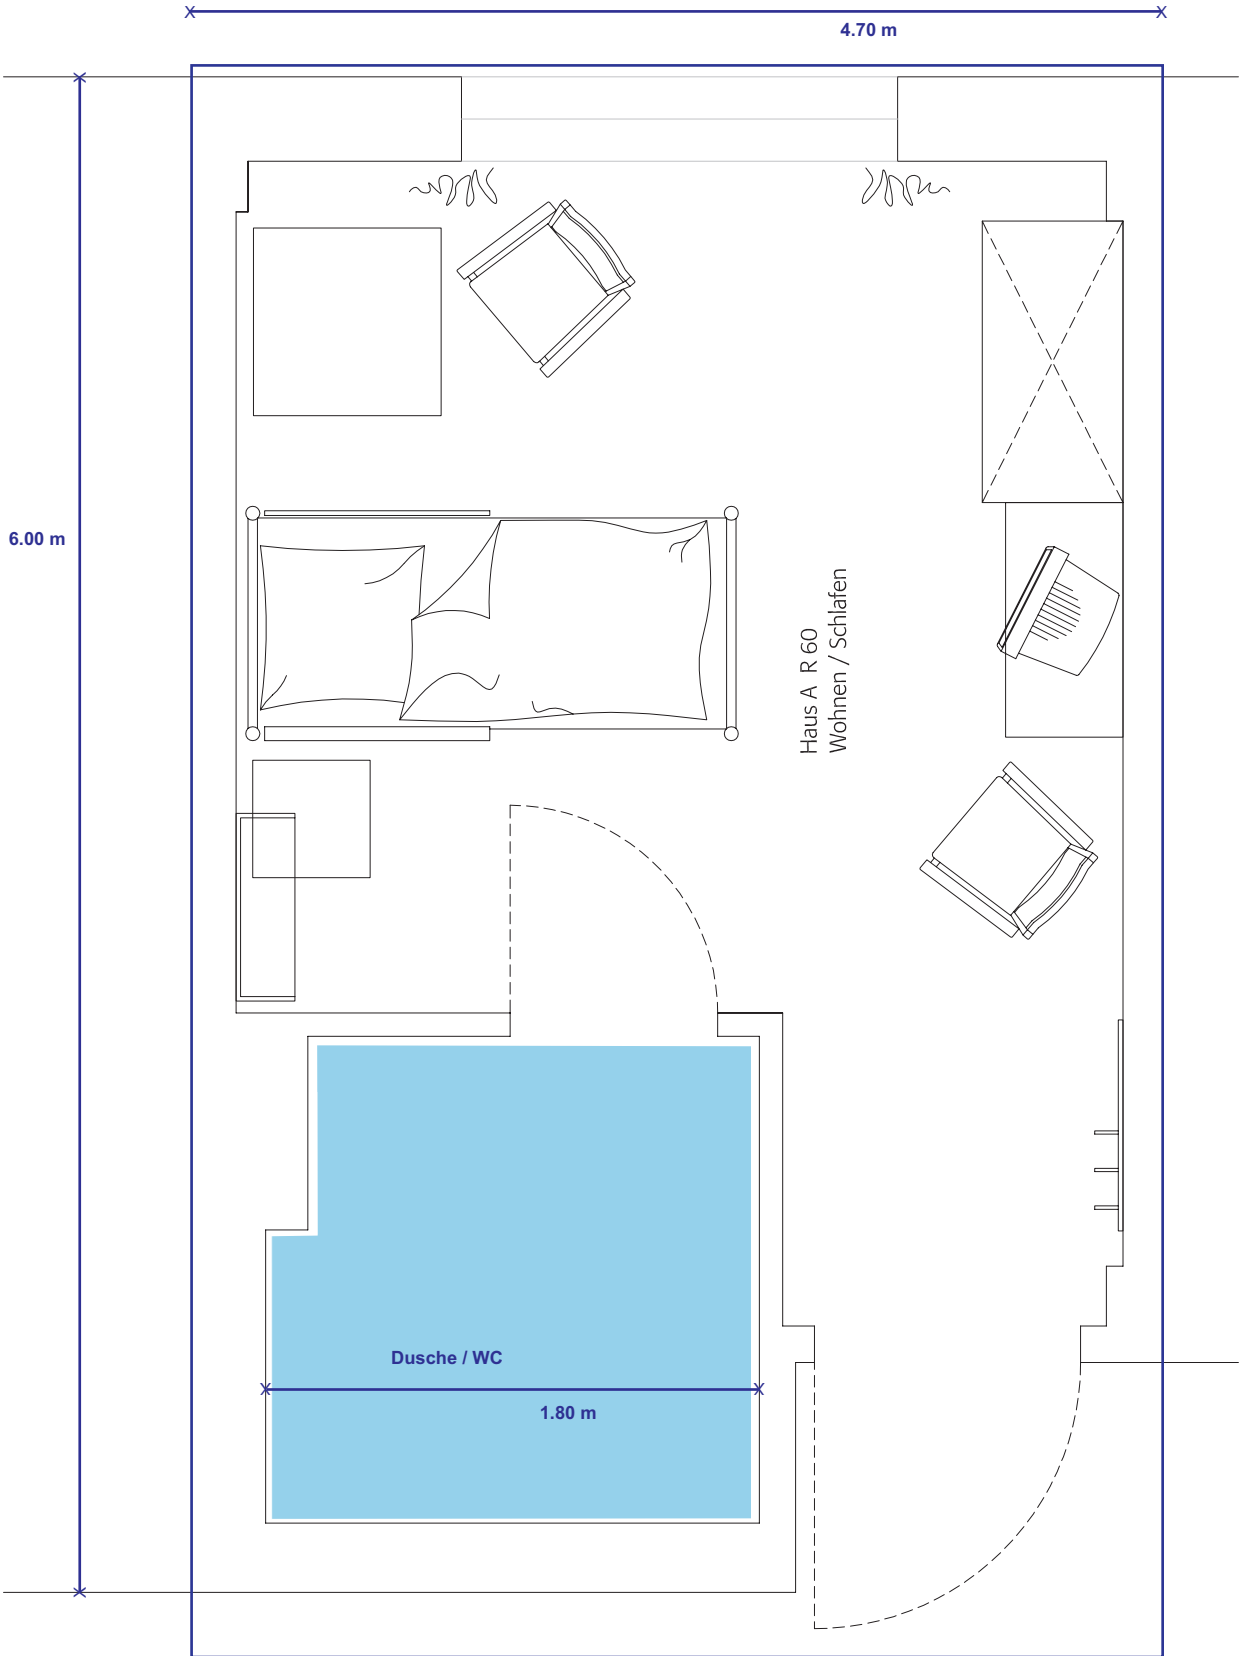 4.70 m
6.00 m
Haus A R 60
Wohnen / Schlafen
Dusche / WC
1.80 m